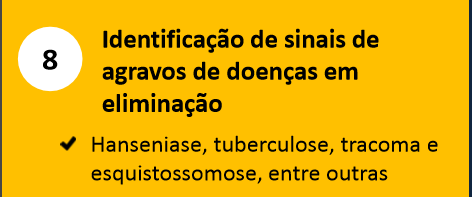 8
Identificação de sinais de
agravos de doenças em
eliminação
Hanseniase, tuberculose, tracoma e
esquistossomose, entre outras